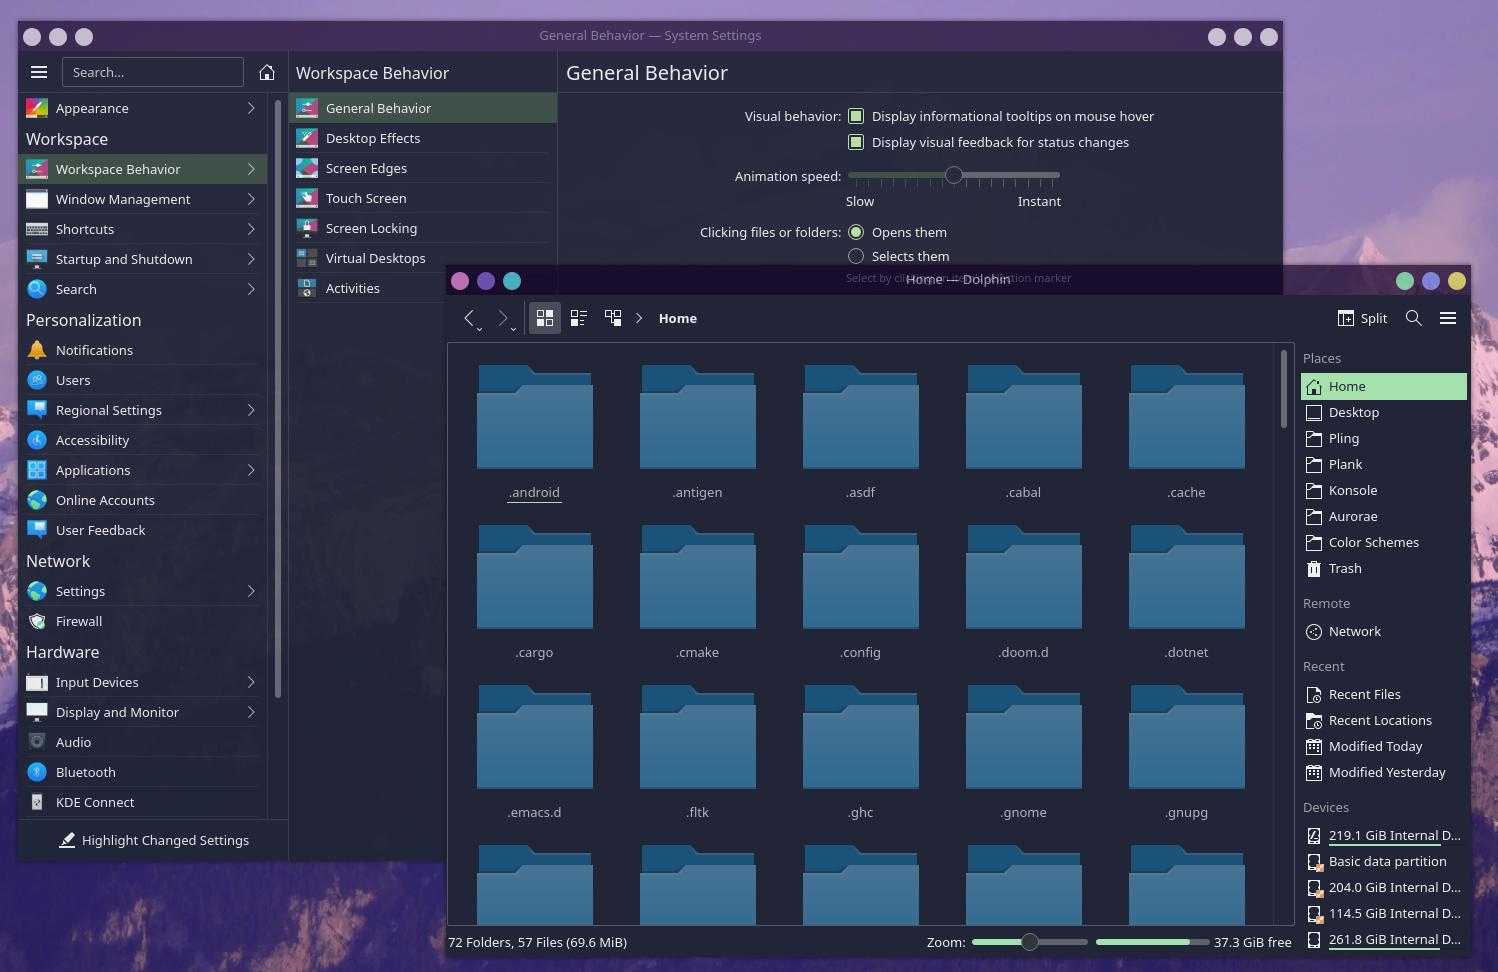 General Behavior — System Settings
Search...
Appearance
Workspace
Workspace Behavior
Window Management
Shortcuts
Startup and Shutdown
Search
Personalization
Notifications
Users
Regional Settings
Accessibility
Applications
Online Accounts
User Feedback
Network
Settings
Firewall
Hardware
Input Devices
Display and Monitor
Audio
Bluetooth
KDE Connect
Highlight Changed Settings
Workspace Behavior
General Behavior
Desktop Effects
Screen Edges
Touch Screen
Screen Locking
Virtual Desktops
Activities
General Behavior
Visual behavior: Display informational tooltips on mouse hover
Display visual feedback for status changes
Animation speed:
Slow Instant
Clicking files or folders: Opens them
Selects them
Select by clicking on item's selection marker
Home — Dolphin
Home
Split
.android .antigen .asdf .cabal .cache
.cargo .cmake .config .doom.d .dotnet
.emacs.d .fltk .ghc .gnome .gnupg
72 Folders, 57 Files (69.6 MiB)
Zoom:
37.3 GiB free
Places
Home
Desktop
Pling
Plank
Konsole
Aurorae
Color Schemes
Trash
Remote
Network
Recent
Recent Files
Recent Locations
Modified Today
Modified Yesterday
Devices
219.1 GiB Internal D...
Basic data partition
204.0 GiB Internal D...
114.5 GiB Internal D...
261.8 GiB Internal D...